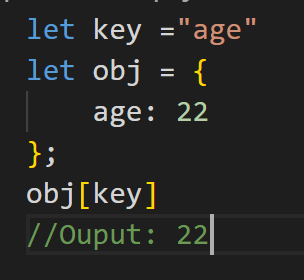 let key ="age"
let obj = {
    age: 22
};
obj[key]
//Ouput: 22